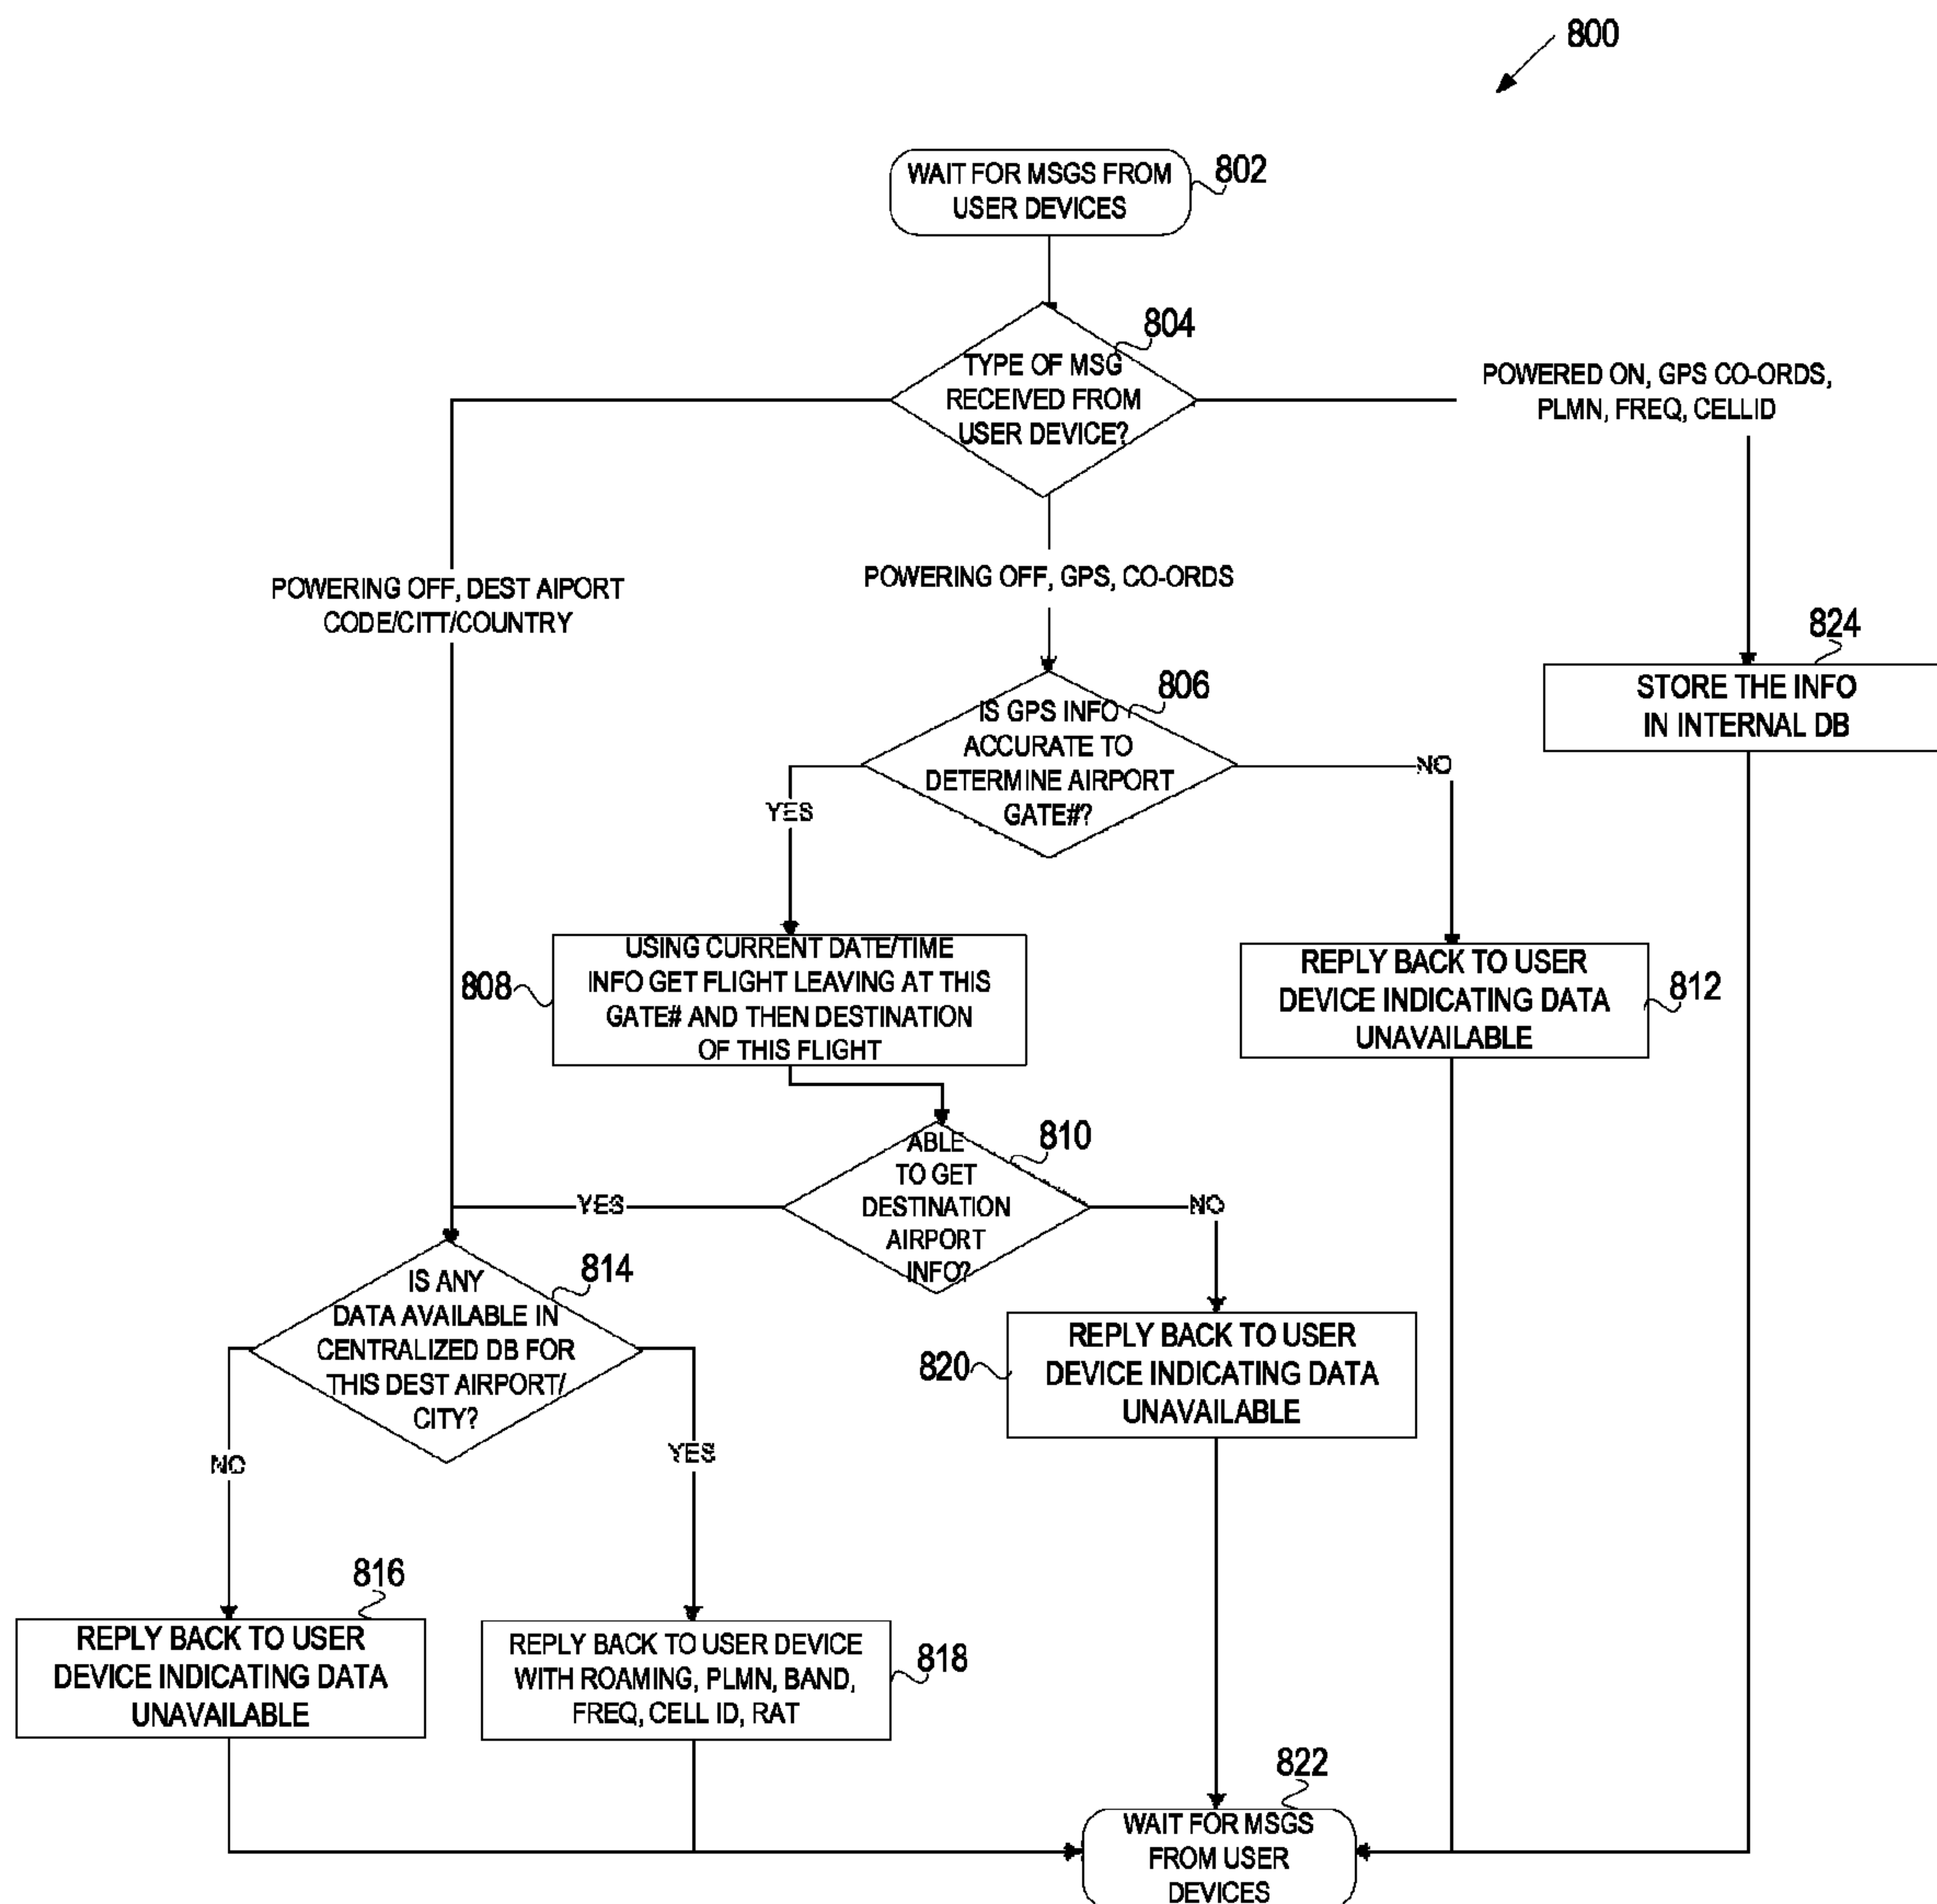 800
WAIT FOR MSGS FROM
USER DEVICES
802
804
TYPE OF MSG
RECEIVED FROM
USER DEVICE?
POWERED ON, GPS CO-ORDS,
PLMN, FREQ, CELLID
POWERING OFF, DEST AIPORT
CODE/CITT/COUNTRY
POWERING OFF, GPS, CO-ORDS
824
STORE THE INFO
IN INTERNAL DB
806
IS GPS INFO
ACCURATE TO
DETERMINE AIRPORT
GATE#?
YES
NO
808
USING CURRENT DATE/TIME
INFO GET FLIGHT LEAVING AT THIS
GATE# AND THEN DESTINATION
OF THIS FLIGHT
REPLY BACK TO USER
DEVICE INDICATING DATA
UNAVAILABLE
812
810
ABLE
TO GET
DESTINATION
AIRPORT
INFO?
YES
NO
814
IS ANY
DATA AVAILABLE IN
CENTRALIZED DB FOR
THIS DEST AIRPORT/
CITY?
820
REPLY BACK TO USER
DEVICE INDICATING DATA
UNAVAILABLE
NO
YES
816
REPLY BACK TO USER
DEVICE INDICATING DATA
UNAVAILABLE
REPLY BACK TO USER DEVICE
WITH ROAMING, PLMN, BAND,
FREQ, CELL ID, RAT
818
822
WAIT FOR MSGS
FROM USER
DEVICES